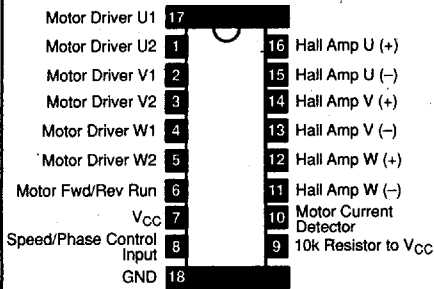 Motor Driver U1 17
Motor Driver U2 1 16 Hall Amp U (+)
Motor Driver V1 2 15 Hall Amp U (–)
Motor Driver V2 3 14 Hall Amp V (+)
Motor Driver W1 4 13 Hall Amp V (–)
Motor Driver W2 5 12 Hall Amp W (+)
Motor Fwd/Rev Run 6 11 Hall Amp W (–)
VCC 7 10 Motor Current
Detector
Speed/Phase Control
Input 8 9 10k Resistor to VCC
GND 18